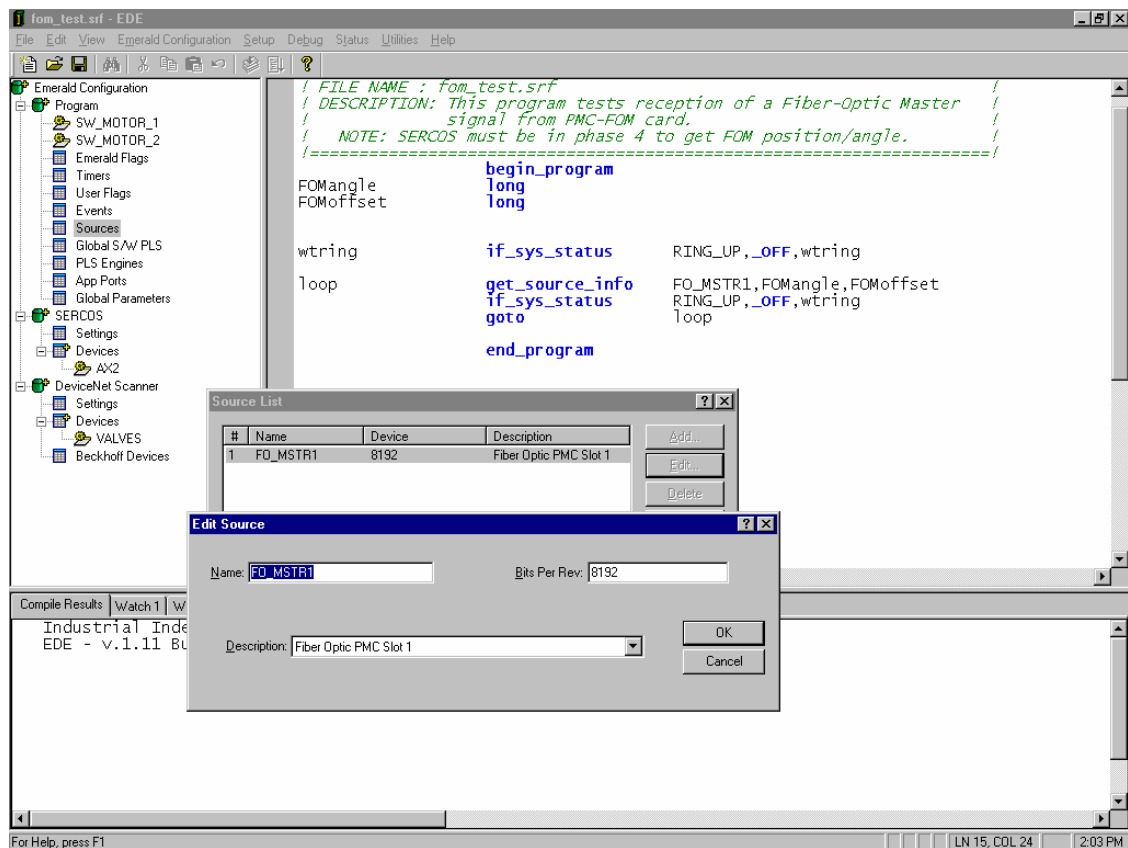 fom_test.srf - EDE
File Edit View Emerald Configuration Setup Debug Status Utilities Help
Emerald Configuration
Program
SW_MOTOR_1
SW_MOTOR_2
Emerald Flags
Timers
User Flags
Events
Sources
Global S/W PLS
PLS Engines
App Ports
Global Parameters
SERCOS
Settings
Devices
AX2
DeviceNet Scanner
Settings
Devices
VALVES
Beckhoff Devices
! FILE NAME : fom_test.srf !
! DESCRIPTION: This program tests reception of a Fiber-Optic Master !
! signal from PMC-FOM card. !
! NOTE: SERCOS must be in phase 4 to get FOM position/angle. !
!=====================================================================!
begin_program
FOMangle long
FOMoffset long
wtring if_sys_status RING_UP,_OFF,wtring
loop get_source_info FO_MSTR1,FOMangle,FOMoffset
if_sys_status RING_UP,_OFF,wtring
goto loop
end_program
Source List
# Name Device Description
1 FO_MSTR1 8192 Fiber Optic PMC Slot 1
Add...
Edit...
Delete
Edit Source
Name: FO_MSTR1 Bits Per Rev: 8192
Description: Fiber Optic PMC Slot 1
OK
Cancel
Compile Results Watch 1 W
Industrial Inde
EDE - v.1.11 Bu
For Help, press F1 LN 15, COL 24 2:03 PM